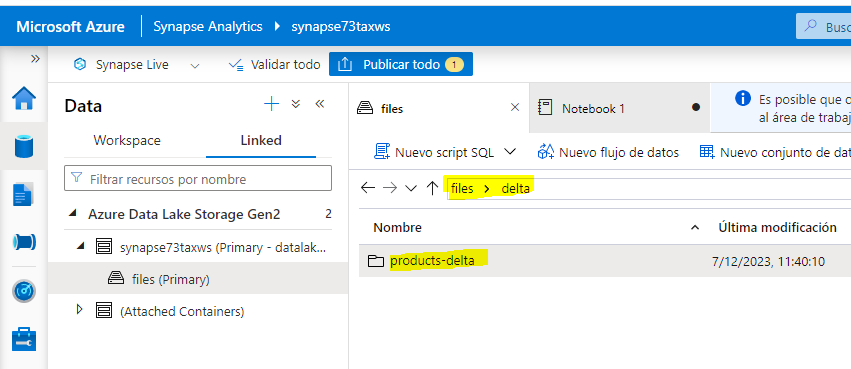 Microsoft Azure Synapse Analytics synapse73taxws Busc
Synapse Live Validar todo Publicar todo 1
Data
Workspace Linked
Filtrar recursos por nombre
Azure Data Lake Storage Gen2 2
synapse73taxws (Primary - datalak...
files (Primary)
(Attached Containers)
files Notebook 1 Es posible que d
al área de trabaj
Nuevo script SQL Nuevo flujo de datos Nuevo conjunto de dat
files > delta
Nombre Última modificación
products-delta 7/12/2023, 11:40:10